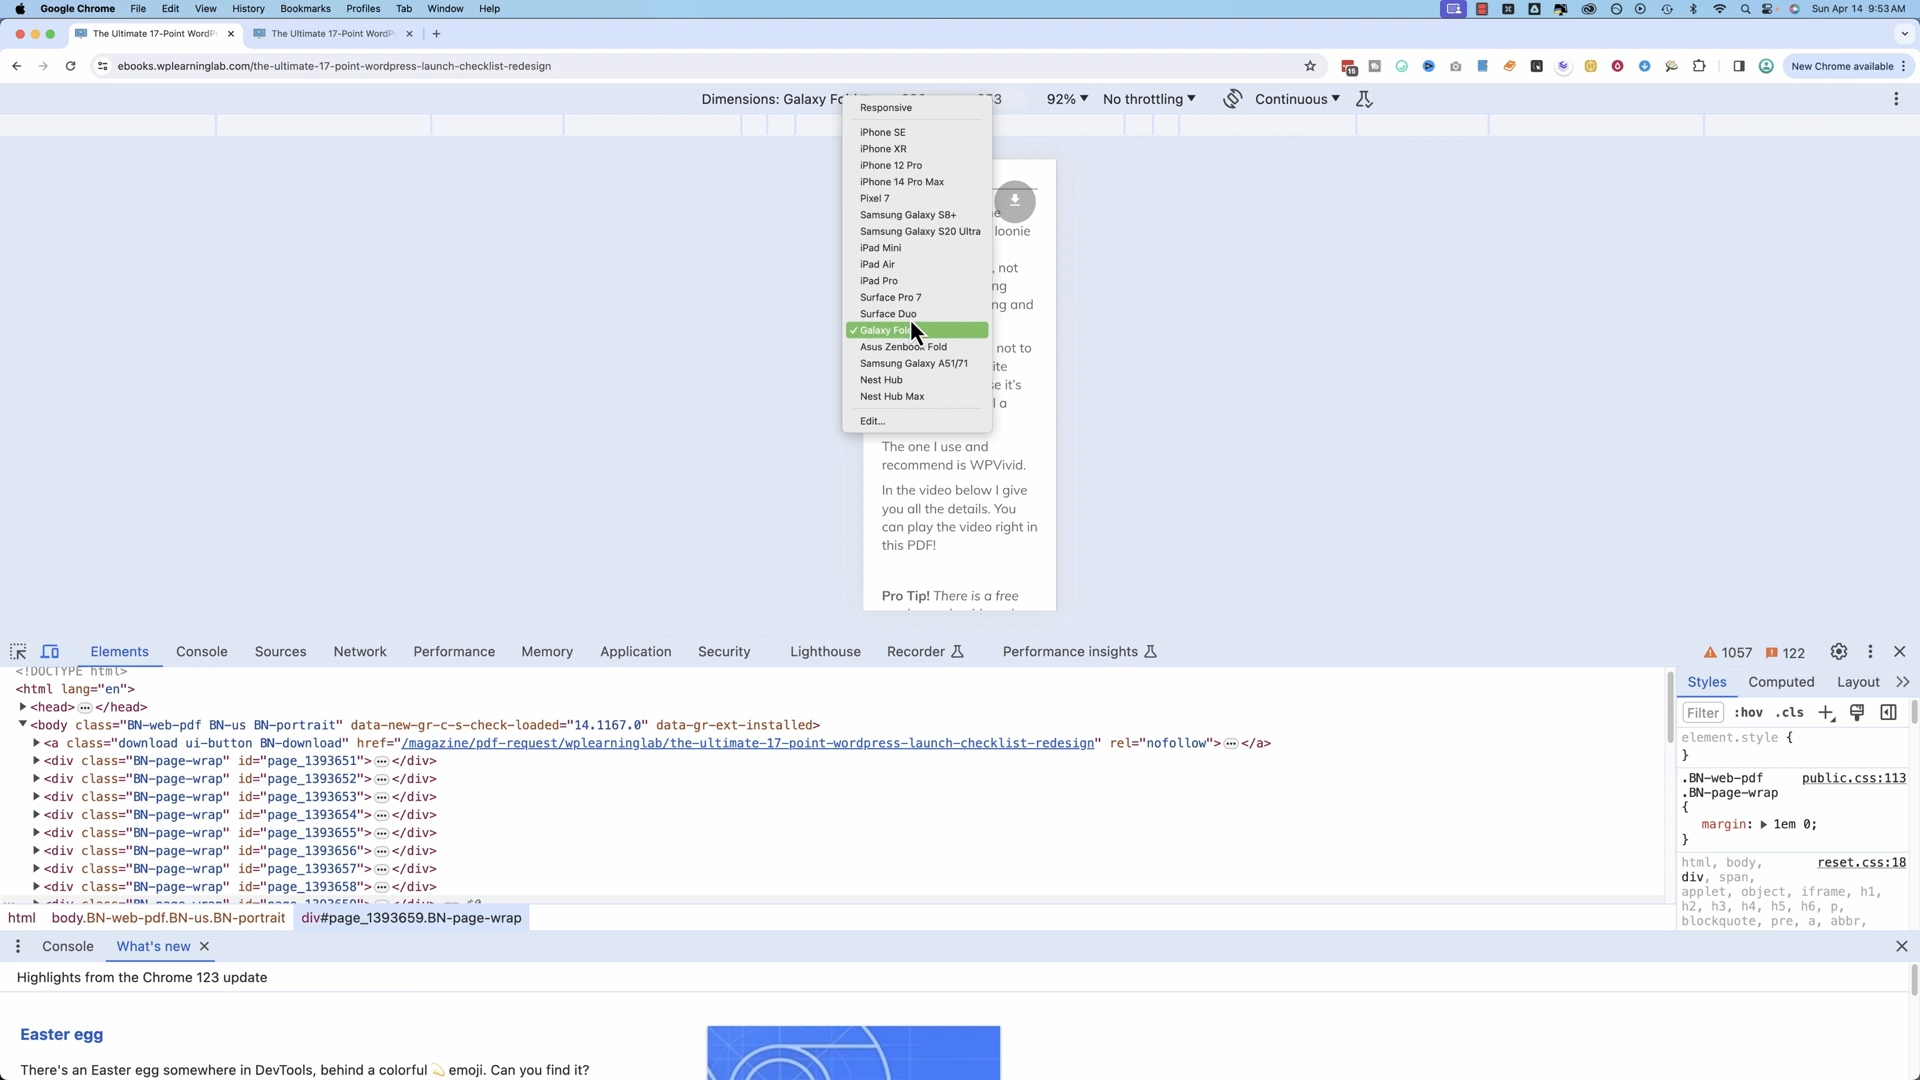 Google Chrome File Edit View History Bookmarks Profiles Tab Window Help Sun Apr 14 9:53 AM
The Ultimate 17-Point WordP The Ultimate 17-Point WordP
ebooks.wplearninglab.com/the-ultimate-17-point-wordpress-launch-checklist-redesign 15 New Chrome available
Dimensions: Galaxy Fo 53 92% No throttling Continuous
Responsive
iPhone SE
iPhone XR
iPhone 12 Pro
iPhone 14 Pro Max
Pixel 7
Samsung Galaxy S8+
Samsung Galaxy S20 Ultra
iPad Mini
iPad Air
iPad Pro
Surface Pro 7
Surface Duo
✓ Galaxy Fol
Asus Zenbook Fold
Samsung Galaxy A51/71
Nest Hub
Nest Hub Max
Edit...
e
loonie
, not
ng
ng and
not to
ite
se it's
l a
The one I use and
recommend is WPVivid.
In the video below I give
you all the details. You
can play the video right in
this PDF!
Pro Tip! There is a free
Elements Console Sources Network Performance Memory Application Security Lighthouse Recorder Performance insights 1057 122
<!DOCTYPE html>
<html lang="en">
<head> ••• </head>
<body class="BN-web-pdf BN-us BN-portrait" data-new-gr-c-s-check-loaded="14.1167.0" data-gr-ext-installed>
<a class="download ui-button BN-download" href="/magazine/pdf-request/wplearninglab/the-ultimate-17-point-wordpress-launch-checklist-redesign" rel="nofollow"> ••• </a>
<div class="BN-page-wrap" id="page_1393651"> ••• </div>
<div class="BN-page-wrap" id="page_1393652"> ••• </div>
<div class="BN-page-wrap" id="page_1393653"> ••• </div>
<div class="BN-page-wrap" id="page_1393654"> ••• </div>
<div class="BN-page-wrap" id="page_1393655"> ••• </div>
<div class="BN-page-wrap" id="page_1393656"> ••• </div>
<div class="BN-page-wrap" id="page_1393657"> ••• </div>
<div class="BN-page-wrap" id="page_1393658"> ••• </div>
html body.BN-web-pdf.BN-us.BN-portrait div#page_1393659.BN-page-wrap
Styles Computed Layout
Filter :hov .cls
element.style {
}
.BN-web-pdf public.css:113
.BN-page-wrap
{
margin: 1em 0;
}
html, body, reset.css:18
div, span,
applet, object, iframe, h1,
h2, h3, h4, h5, h6, p,
blockquote, pre, a, abbr,
Console What's new
Highlights from the Chrome 123 update
Easter egg
There's an Easter egg somewhere in DevTools, behind a colorful 💫 emoji. Can you find it?